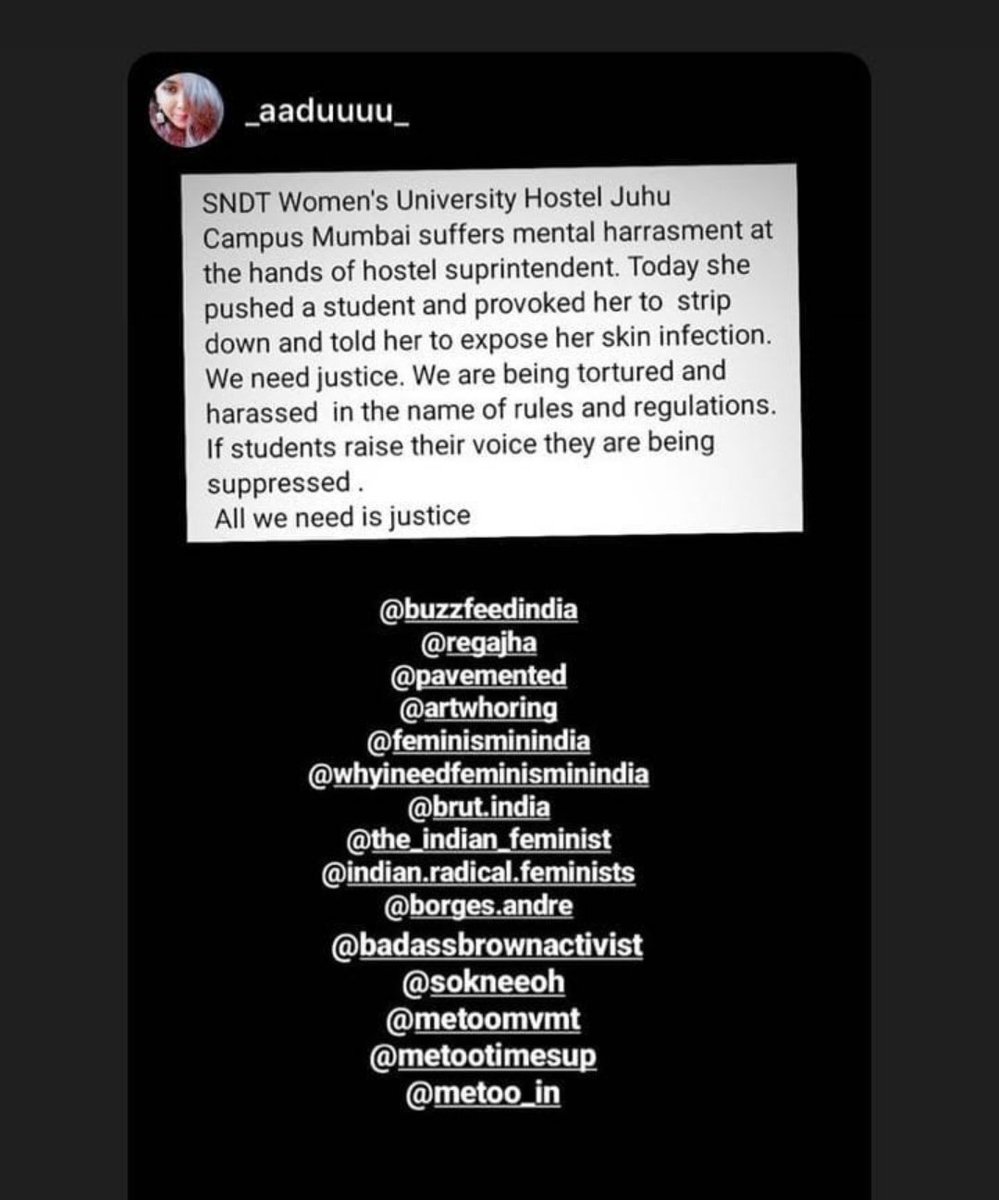 _aaduuuu_
SNDT Women's University Hostel Juhu
Campus Mumbai suffers mental harrasment at
the hands of hostel suprintendent. Today she
pushed a student and provoked her to  strip
down and told her to expose her skin infection.
We need justice. We are being tortured and
harassed  in the name of rules and regulations.
If students raise their voice they are being
suppressed .
All we need is justice
@buzzfeedindia
@regajha
@pavemented
@artwhoring
@feminisminindia
@whyineedfeminisminindia
@brut.india
@the_indian_feminist
@indian.radical.feminists
@borges.andre
@badassbrownactivist
@sokneeoh
@metoomvmt
@metootimesup
@metoo_in